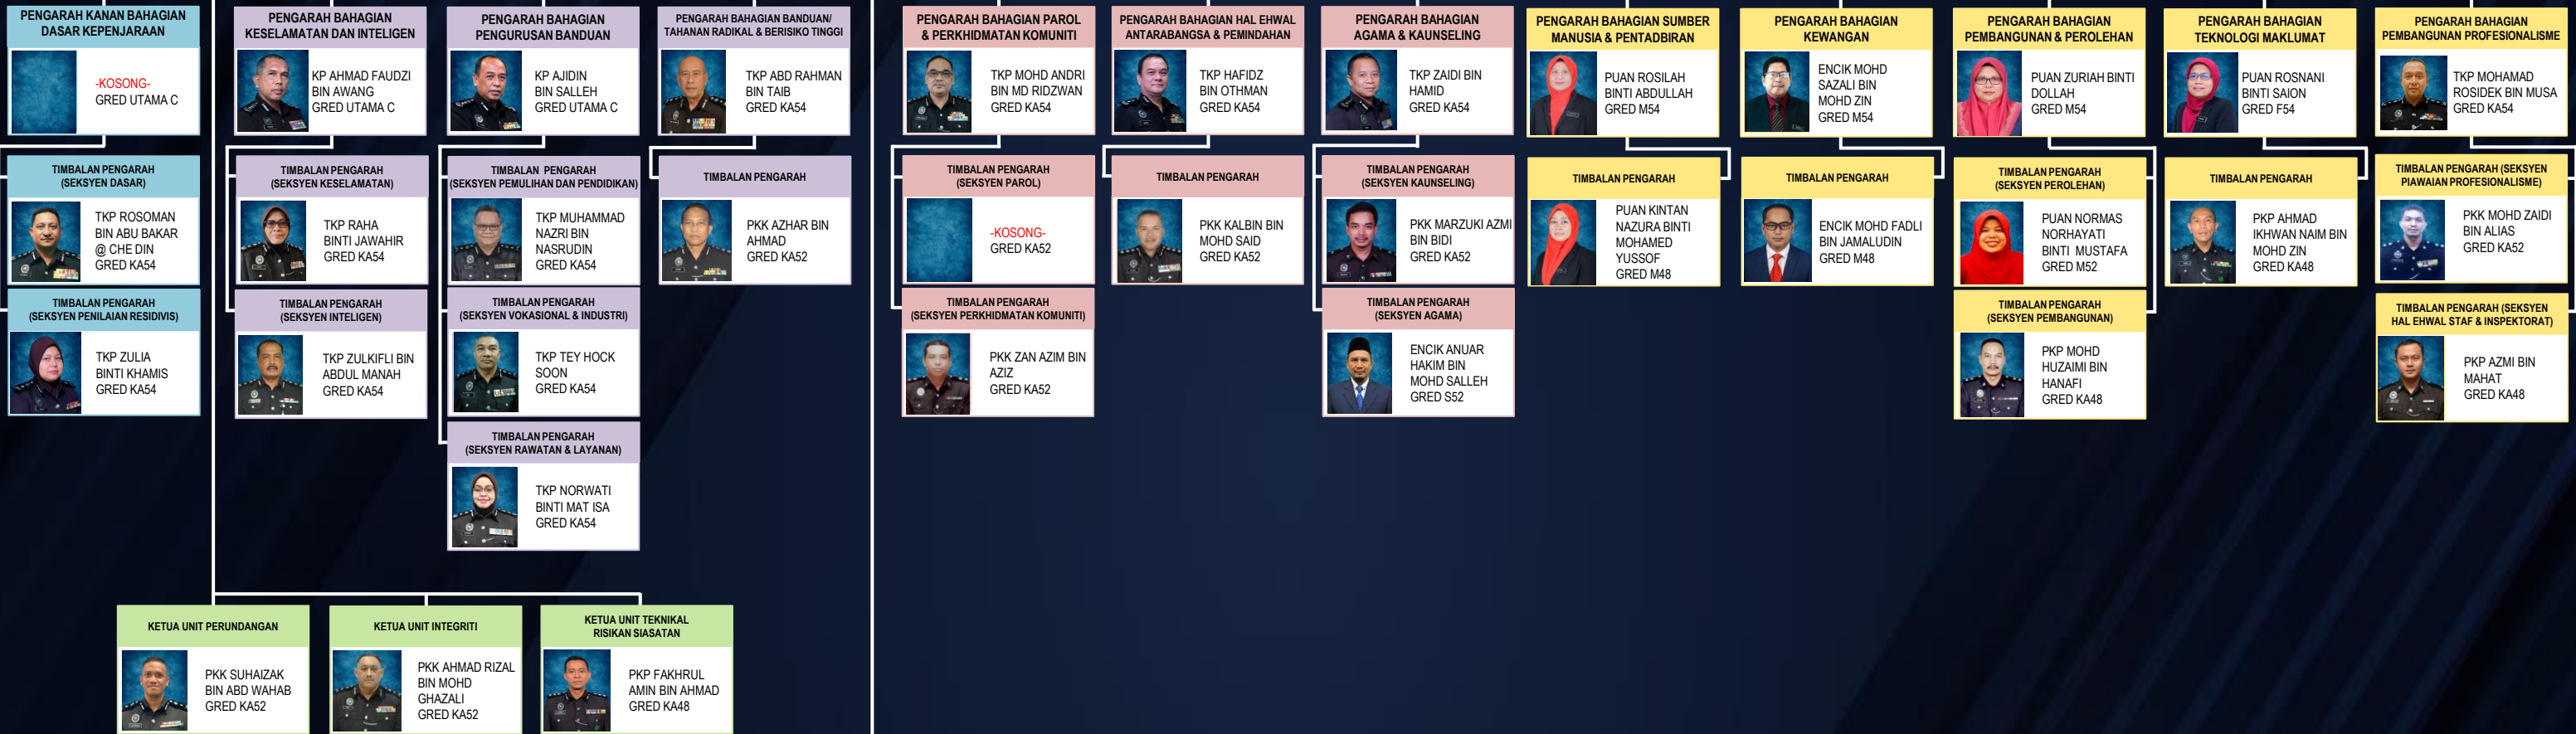 PENGARAH KANAN BAHAGIAN
DASAR KEPENJARAAN
-KOSONG-
GRED UTAMA C
TIMBALAN PENGARAH
(SEKSYEN DASAR)
TKP ROSOMAN
BIN ABU BAKAR
@ CHE DIN
GRED KA54
TIMBALAN PENGARAH
(SEKSYEN PENILAIAN RESIDIVIS)
TKP ZULIA
BINTI KHAMIS
GRED KA54
PENGARAH BAHAGIAN
KESELAMATAN DAN INTELIGEN
KP AHMAD FAUDZI
BIN AWANG
GRED UTAMA C
TIMBALAN PENGARAH
(SEKSYEN KESELAMATAN)
TKP RAHA
BINTI JAWAHIR
GRED KA54
TIMBALAN PENGARAH
(SEKSYEN INTELIGEN)
TKP ZULKIFLI BIN
ABDUL MANAH
GRED KA54
PENGARAH BAHAGIAN
PENGURUSAN BANDUAN
KP AJIDIN
BIN SALLEH
GRED UTAMA C
TIMBALAN PENGARAH
(SEKSYEN PEMULIHAN DAN PENDIDIKAN)
TKP MUHAMMAD
NAZRI BIN
NASRUDIN
GRED KA54
TIMBALAN PENGARAH
(SEKSYEN VOKASIONAL & INDUSTRI)
TKP TEY HOCK
SOON
GRED KA54
TIMBALAN PENGARAH
(SEKSYEN RAWATAN & LAYANAN)
TKP NORWATI
BINTI MAT ISA
GRED KA54
PENGARAH BAHAGIAN BANDUAN/
TAHANAN RADIKAL & BERISIKO TINGGI
TKP ABD RAHMAN
BIN TAIB
GRED KA54
TIMBALAN PENGARAH
PKK AZHAR BIN
AHMAD
GRED KA52
PENGARAH BAHAGIAN PAROL
& PERKHIDMATAN KOMUNITI
TKP MOHD ANDRI
BIN MD RIDZWAN
GRED KA54
TIMBALAN PENGARAH
(SEKSYEN PAROL)
-KOSONG-
GRED KA52
TIMBALAN PENGARAH
(SEKSYEN PERKHIDMATAN KOMUNITI)
PKK ZAN AZIM BIN
AZIZ
GRED KA52
PENGARAH BAHAGIAN HAL EHWAL
ANTARABANGSA & PEMINDAHAN
TKP HAFIDZ
BIN OTHMAN
GRED KA54
TIMBALAN PENGARAH
PKK KALBIN BIN
MOHD SAID
GRED KA52
PENGARAH BAHAGIAN
AGAMA & KAUNSELING
TKP ZAIDI BIN
HAMID
GRED KA54
TIMBALAN PENGARAH
(SEKSYEN KAUNSELING)
PKK MARZUKI AZMI
BIN BIDI
GRED KA52
TIMBALAN PENGARAH
(SEKSYEN AGAMA)
ENCIK ANUAR
HAKIM BIN
MOHD SALLEH
GRED S52
PENGARAH BAHAGIAN SUMBER
MANUSIA & PENTADBIRAN
PUAN ROSILAH
BINTI ABDULLAH
GRED M54
TIMBALAN PENGARAH
PUAN KINTAN
NAZURA BINTI
MOHAMED
YUSSOF
GRED M48
PENGARAH BAHAGIAN
KEWANGAN
ENCIK MOHD
SAZALI BIN
MOHD ZIN
GRED M54
TIMBALAN PENGARAH
ENCIK MOHD FADLI
BIN JAMALUDIN
GRED M48
PENGARAH BAHAGIAN
PEMBANGUNAN & PEROLEHAN
PUAN ZURIAH BINTI
DOLLAH
GRED M54
TIMBALAN PENGARAH
(SEKSYEN PEROLEHAN)
PUAN NORMAS
NORHAYATI
BINTI MUSTAFA
GRED M52
TIMBALAN PENGARAH
(SEKSYEN PEMBANGUNAN)
PKP MOHD
HUZAIMI BIN
HANAFI
GRED KA48
PENGARAH BAHAGIAN
TEKNOLOGI MAKLUMAT
PUAN ROSNANI
BINTI SAION
GRED F54
TIMBALAN PENGARAH
PKP AHMAD
IKHWAN NAIM BIN
MOHD ZIN
GRED KA48
PENGARAH BAHAGIAN
PEMBANGUNAN PROFESIONALISME
TKP MOHAMAD
ROSIDEK BIN MUSA
GRED KA54
TIMBALAN PENGARAH (SEKSYEN
PIAWAIAN PROFESIONALISME)
PKK MOHD ZAIDI
BIN ALIAS
GRED KA52
TIMBALAN PENGARAH (SEKSYEN
HAL EHWAL STAF & INSPEKTORAT)
PKP AZMI BIN
MAHAT
GRED KA48
KETUA UNIT PERUNDANGAN
PKK SUHAIZAK
BIN ABD WAHAB
GRED KA52
KETUA UNIT INTEGRITI
PKK AHMAD RIZAL
BIN MOHD
GHAZALI
GRED KA52
KETUA UNIT TEKNIKAL
RISIKAN SIASATAN
PKP FAKHRUL
AMIN BIN AHMAD
GRED KA48